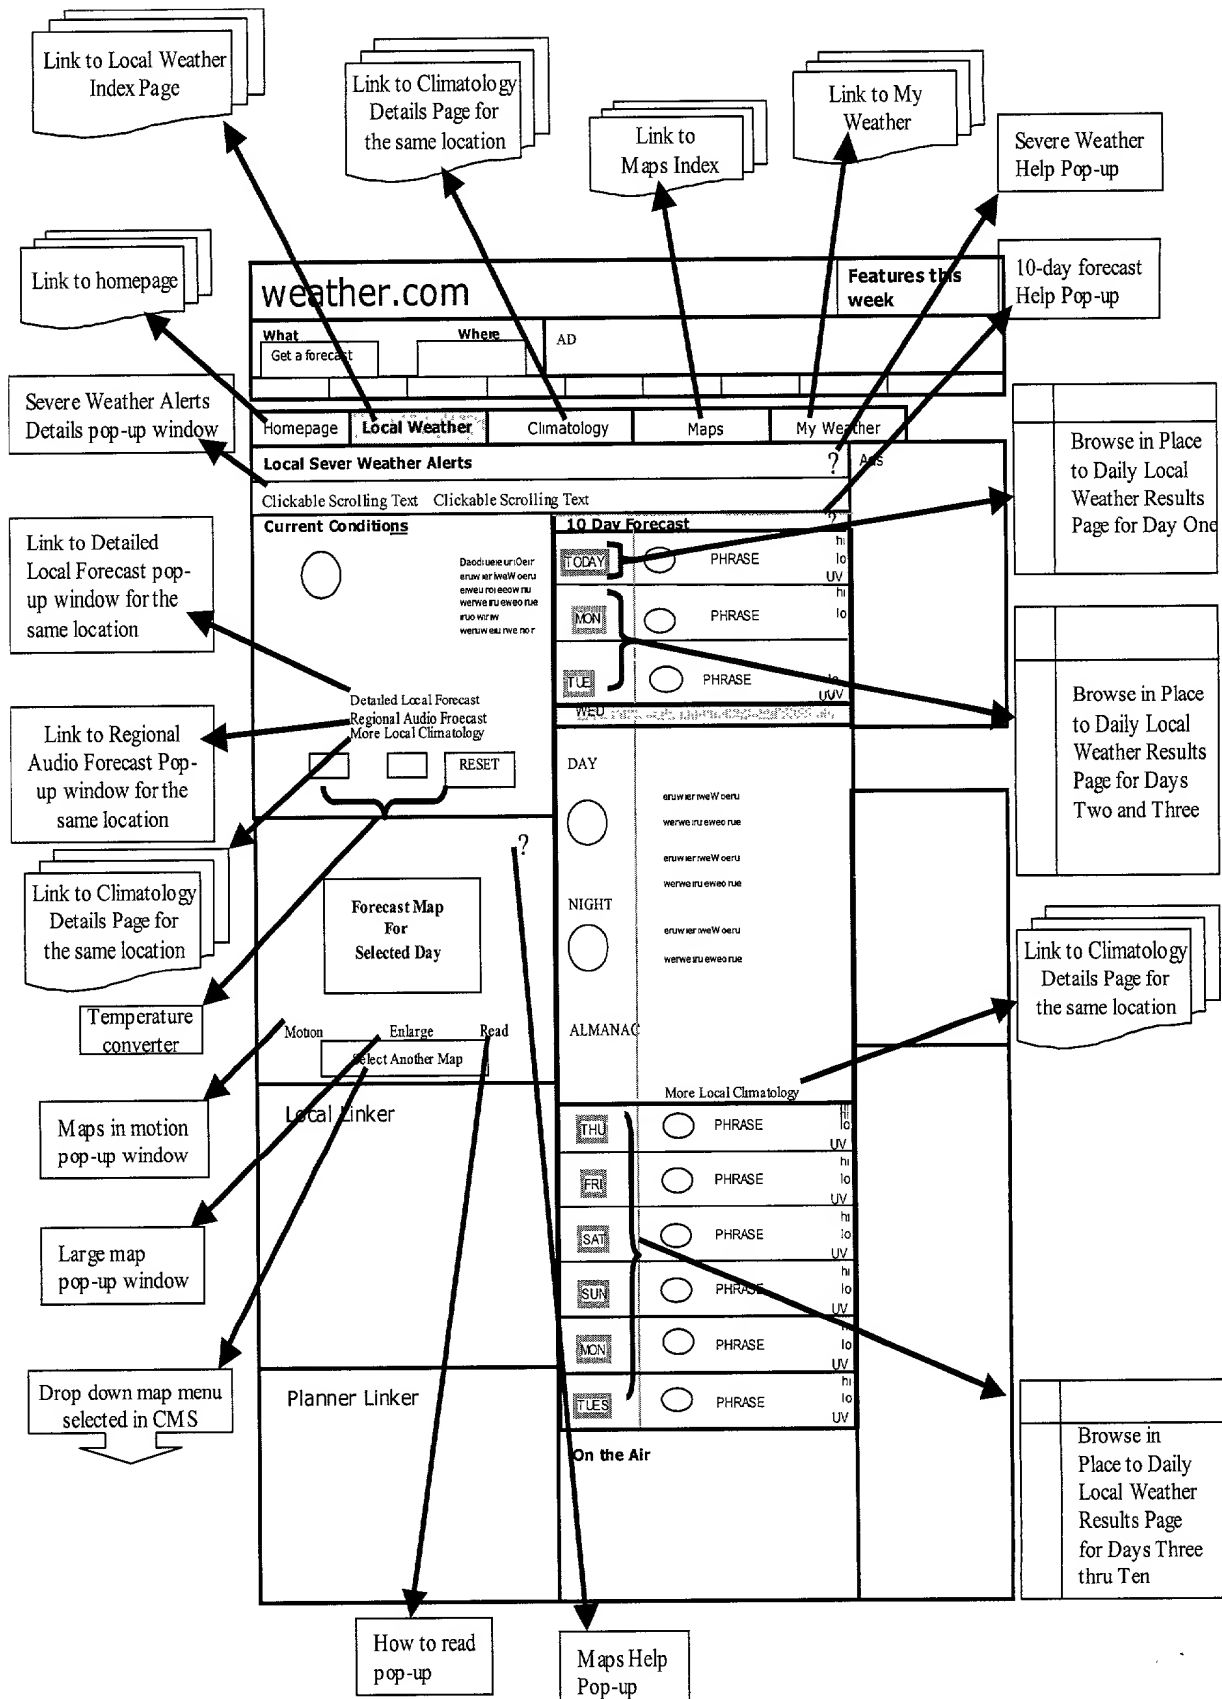 Link to Local Weather
Index Page
Link to Climatology
Details Page for
the same location
Link to
Maps Index
Link to My
Weather
Severe Weather
Help Pop-up
Link to homepage
10-day forecast
Help Pop-up
weather.com
Features this
week
What
Where
Get a forecast
AD
Severe Weather Alerts
Details pop-up window
Homepage
Local Weather
Climatology
Maps
My Weather
Local Sever Weather Alerts
?
Ads
Clickable Scrolling Text Clickable Scrolling Text
Browse in Place
to Daily Local
Weather Results
Page for Day One
Current Conditions
10 Day Forecast
?
Link to Detailed
Local Forecast pop-
up window for the
same location
TODAY
PHRASE
hi
lo
UV
MON
PHRASE
hi
lo
TUE
PHRASE
lo
UV
WED
Browse in Place
to Daily Local
Weather Results
Page for Days
Two and Three
Detailed Local Forecast
Regional Audio Froecast
More Local Climatology
RESET
Link to Regional
Audio Forecast Pop-
up window for the
same location
DAY
?
Link to Climatology
Details Page for
the same location
Forecast Map
For
Selected Day
NIGHT
Link to Climatology
Details Page for
the same location
Temperature
converter
Motion
Enlarge
Read
Select Another Map
ALMANAC
More Local Climatology
Maps in motion
pop-up window
Local Linker
THU
PHRASE
hi
lo
UV
FRI
PHRASE
hi
lo
UV
SAT
PHRASE
hi
lo
UV
Large map
pop-up window
SUN
PHRASE
hi
lo
UV
MON
PHRASE
hi
lo
UV
TUES
PHRASE
hi
lo
UV
Drop down map menu
selected in CMS
Planner Linker
On the Air
Browse in
Place to Daily
Local Weather
Results Page
for Days Three
thru Ten
How to read
pop-up
Maps Help
Pop-up